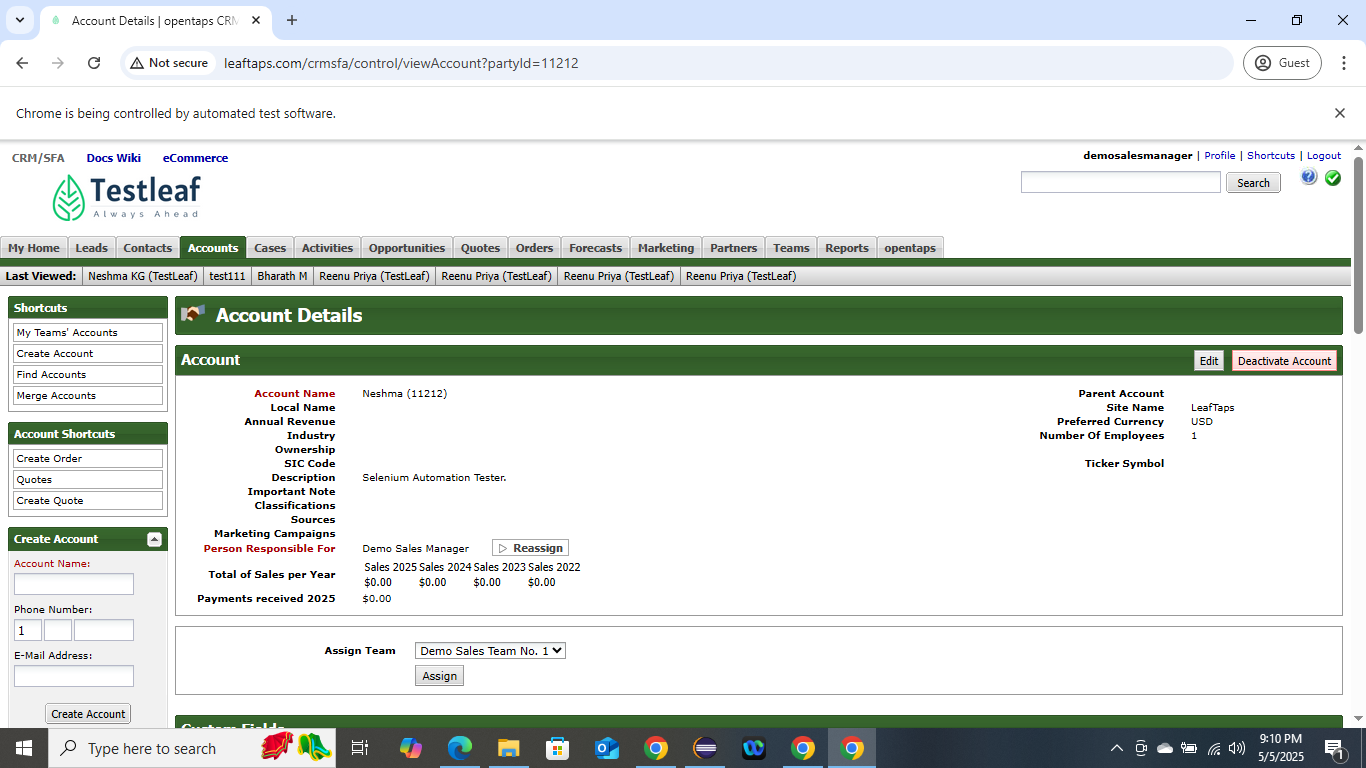 Account Details | opentaps CRM
Not secure
leaftaps.com/crmsfa/control/viewAccount?partyId=11212
Guest
Chrome is being controlled by automated test software.
CRM/SFA Docs Wiki eCommerce
demosalesmanager | Profile | Shortcuts | Logout
Testleaf
Always Ahead
Search
My Home Leads Contacts Accounts Cases Activities Opportunities Quotes Orders Forecasts Marketing Partners Teams Reports opentaps
Last Viewed: Neshma KG (TestLeaf) test111 Bharath M Reenu Priya (TestLeaf) Reenu Priya (TestLeaf) Reenu Priya (TestLeaf) Reenu Priya (TestLeaf)
Shortcuts
My Teams' Accounts
Create Account
Find Accounts
Merge Accounts
Account Shortcuts
Create Order
Quotes
Create Quote
Create Account
Account Name:
Phone Number:
1
E-Mail Address:
Create Account
Account Details
Account
Edit Deactivate Account
Account Name Neshma (11212)
Local Name
Annual Revenue
Industry
Ownership
SIC Code
Description Selenium Automation Tester.
Important Note
Classifications
Sources
Marketing Campaigns
Person Responsible For Demo Sales Manager Reassign
Total of Sales per Year
Sales 2025 Sales 2024 Sales 2023 Sales 2022
$0.00 $0.00 $0.00 $0.00
Payments received 2025 $0.00
Parent Account
Site Name LeafTaps
Preferred Currency USD
Number Of Employees 1
Ticker Symbol
Assign Team Demo Sales Team No. 1
Assign
Custom Fields
Type here to search
9:10 PM
5/5/2025
1